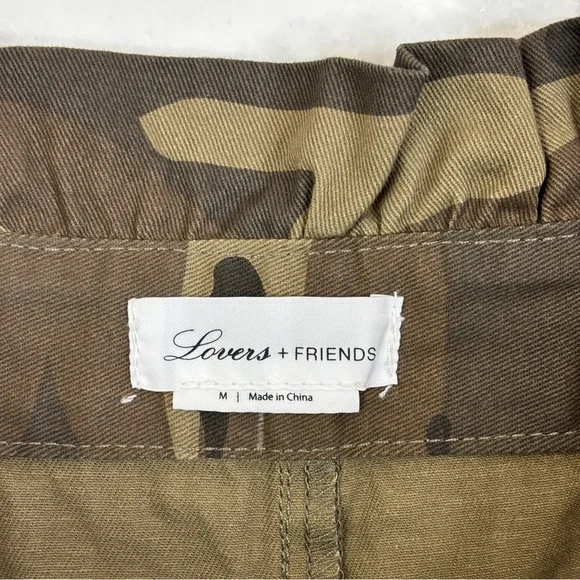 Lovers + FRIENDS
M | Made in China